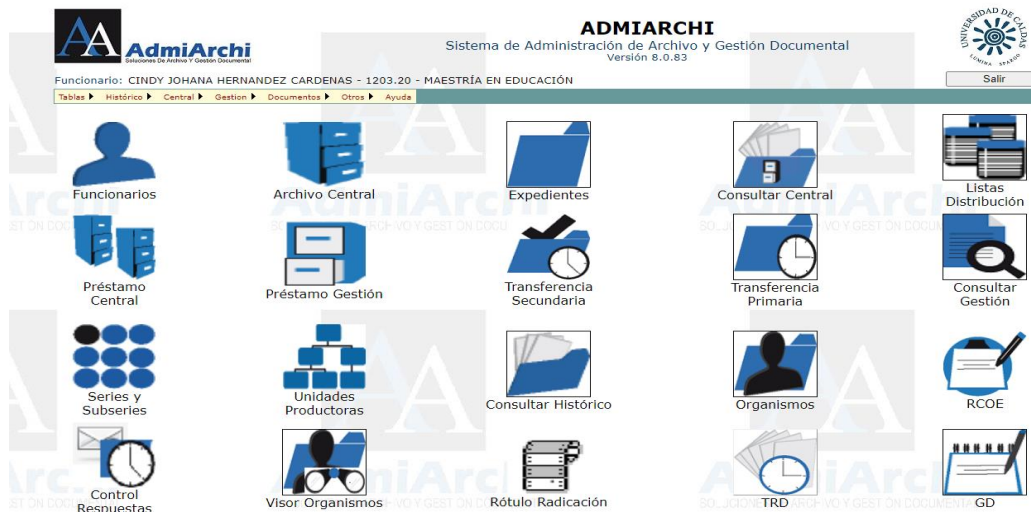 ADMIARCHI
Sistema de Administración de Archivo y Gestión Documental
Versión 8.0.83
AA AdmiArchi
Soluciones De Archivo Y Gestión Documental
UNIVERSIDAD DE CALDAS
LUMINA SPARGO
Funcionario: CINDY JOHANA HERNANDEZ CARDENAS - 1203.20 - MAESTRÍA EN EDUCACIÓN
Salir
Tablas Histórico Central Gestion Documentos Otros Ayuda
Funcionarios
Archivo Central
Expedientes
Consultar Central
Listas
Distribución
Préstamo
Central
Préstamo Gestión
Transferencia
Secundaria
Transferencia
Primaria
Consultar
Gestión
Series y
Subseries
Unidades
Productoras
Consultar Histórico
Organismos
RCOE
Control
Respuestas
Visor Organismos
Rótulo Radicación
TRD
GD